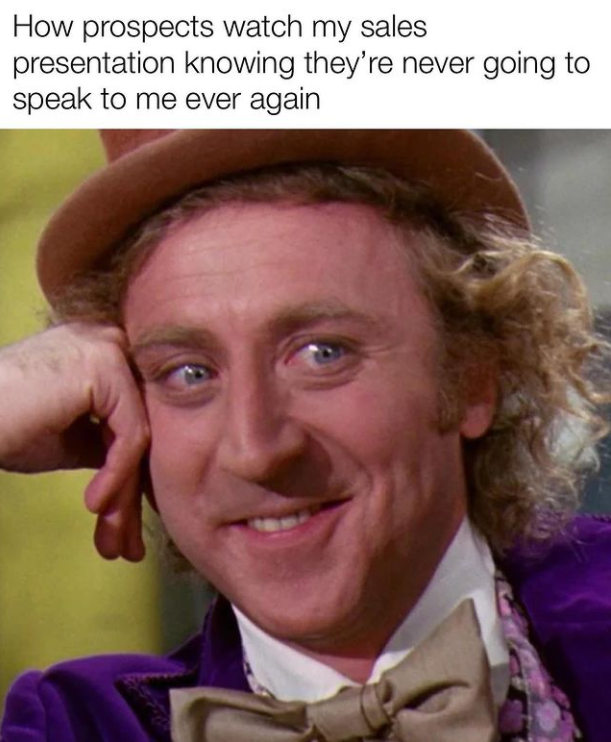 How prospects watch my sales
presentation knowing they’re never going to
speak to me ever again